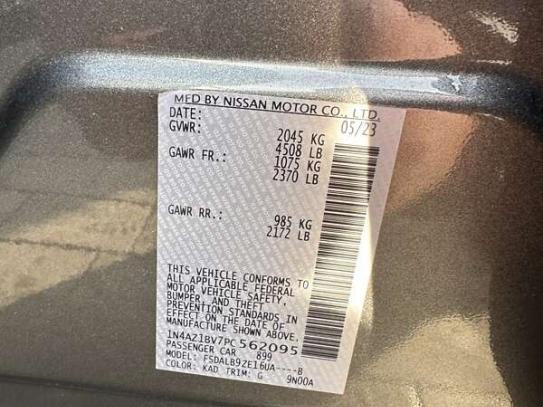 MFD BY NISSAN MOTOR CO., LTD.
DATE: 05/23
GVWR: 2045 KG
4508 LB
GAWR FR.: 1075 KG
2370 LB
GAWR RR.: 985 KG
2172 LB
THIS VEHICLE CONFORMS TO
ALL APPLICABLE FEDERAL
MOTOR VEHICLE SAFETY,
BUMPER, AND THEFT
PREVENTION STANDARDS IN
EFFECT ON THE DATE OF
MANUFACTURE SHOWN ABOVE.
1N4AZ1BV7PC562095
PASSENGER CAR 899
MODEL: FSDALB9ZE16UA----B
COLOR: KAD TRIM: G 9N00A